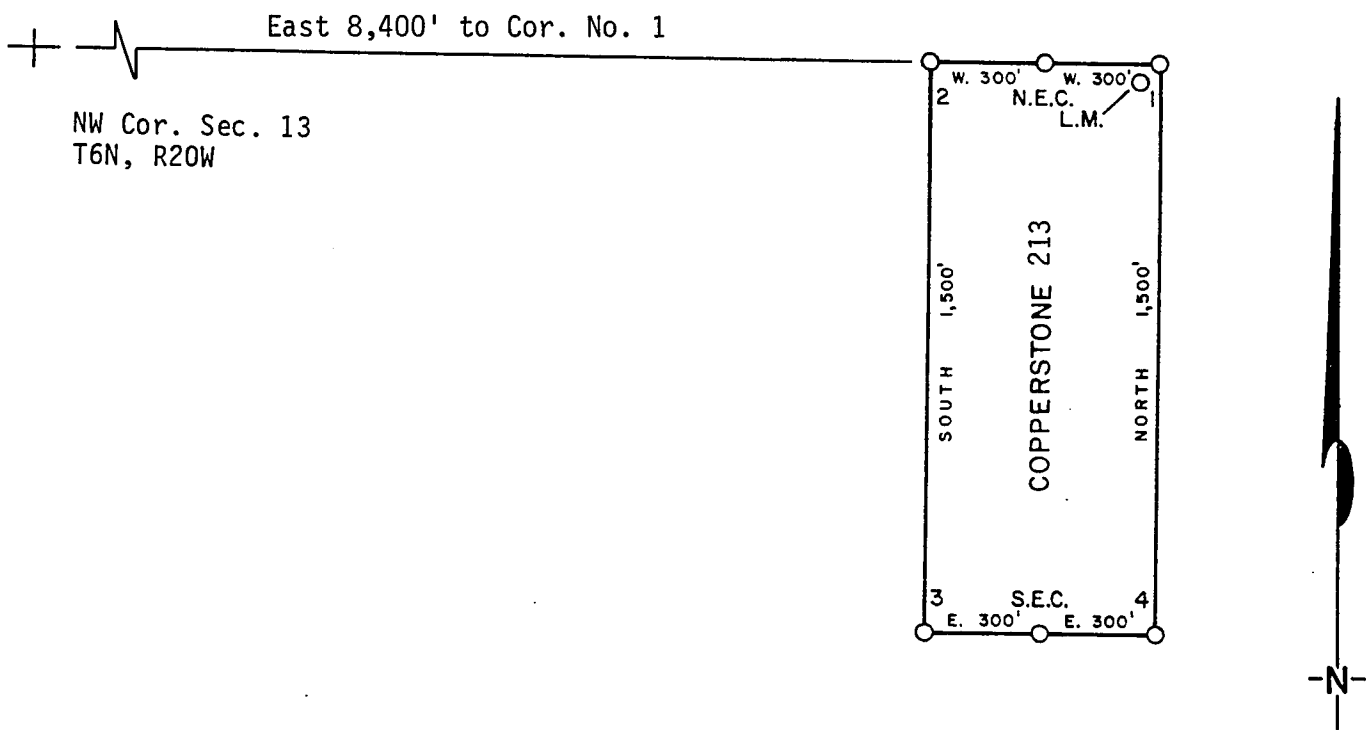 East 8,400' to Cor. No. 1
NW Cor. Sec. 13
T6N, R20W
W. 300' W. 300'
2 N.E.C. 1
L.M.
SOUTH 1,500'
COPPERSTONE 213
NORTH 1,500'
3 S.E.C. 4
E. 300' E. 300'
-N-